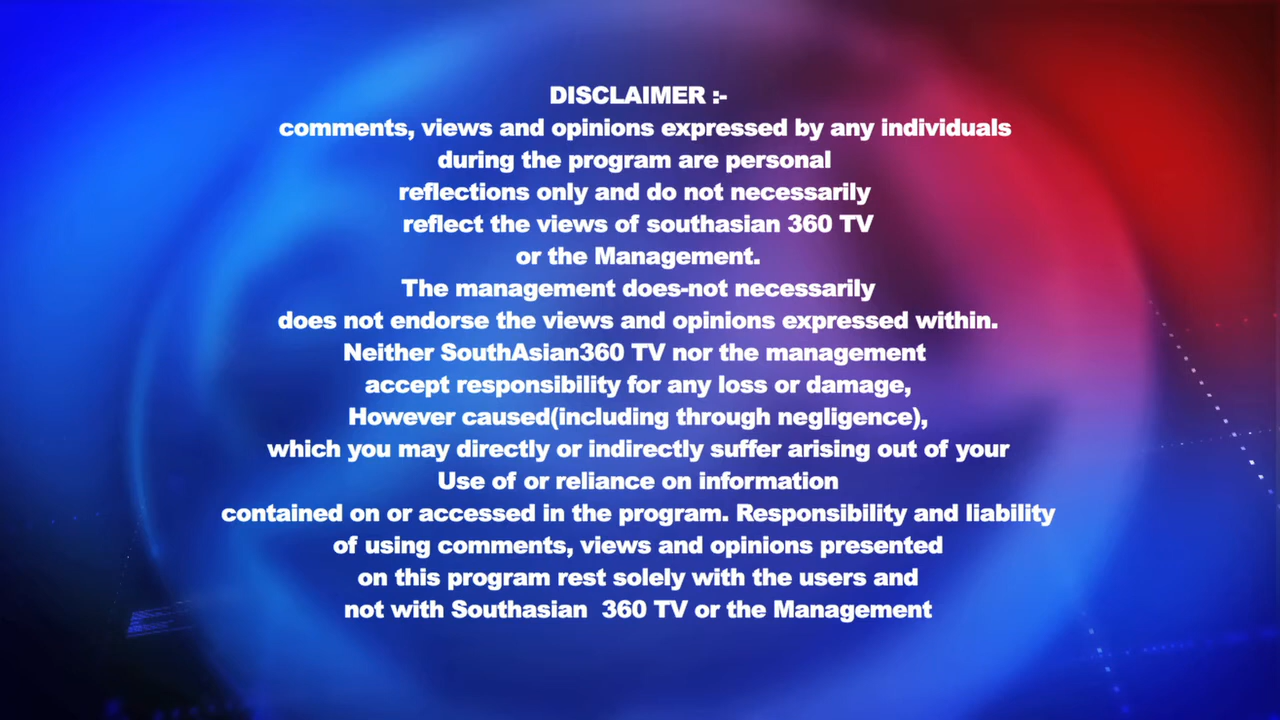 DISCLAIMER :-
comments, views and opinions expressed by any individuals
during the program are personal
reflections only and do not necessarily
reflect the views of southasian 360 TV
or the Management.
The management does-not necessarily
does not endorse the views and opinions expressed within.
Neither SouthAsian360 TV nor the management
accept responsibility for any loss or damage,
However caused(including through negligence),
which you may directly or indirectly suffer arising out of your
Use of or reliance on information
contained on or accessed in the program. Responsibility and liability
of using comments, views and opinions presented
on this program rest solely with the users and
not with Southasian  360 TV or the Management